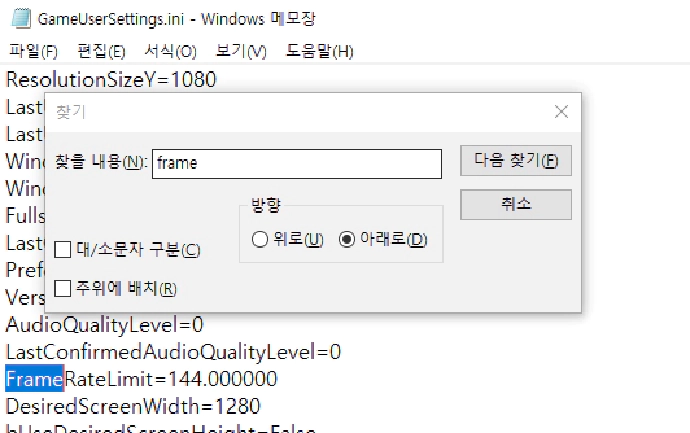 GameUserSettings.ini - Windows 메모장
파일(F) 편집(E) 서식(O) 보기(V) 도움말(H)
ResolutionSizeY=1080
찾기
찾을 내용(N): frame
다음 찾기(F)
취소
방향
위로(U) 아래로(D)
대/소문자 구분(C)
주위에 배치(R)
Last
Last
Wind
Wind
Fulls
Last
Pref
Vers
AudioQualityLevel=0
LastConfirmedAudioQualityLevel=0
FrameRateLimit=144.000000
DesiredScreenWidth=1280
bUseDesiredScreenHeight=False